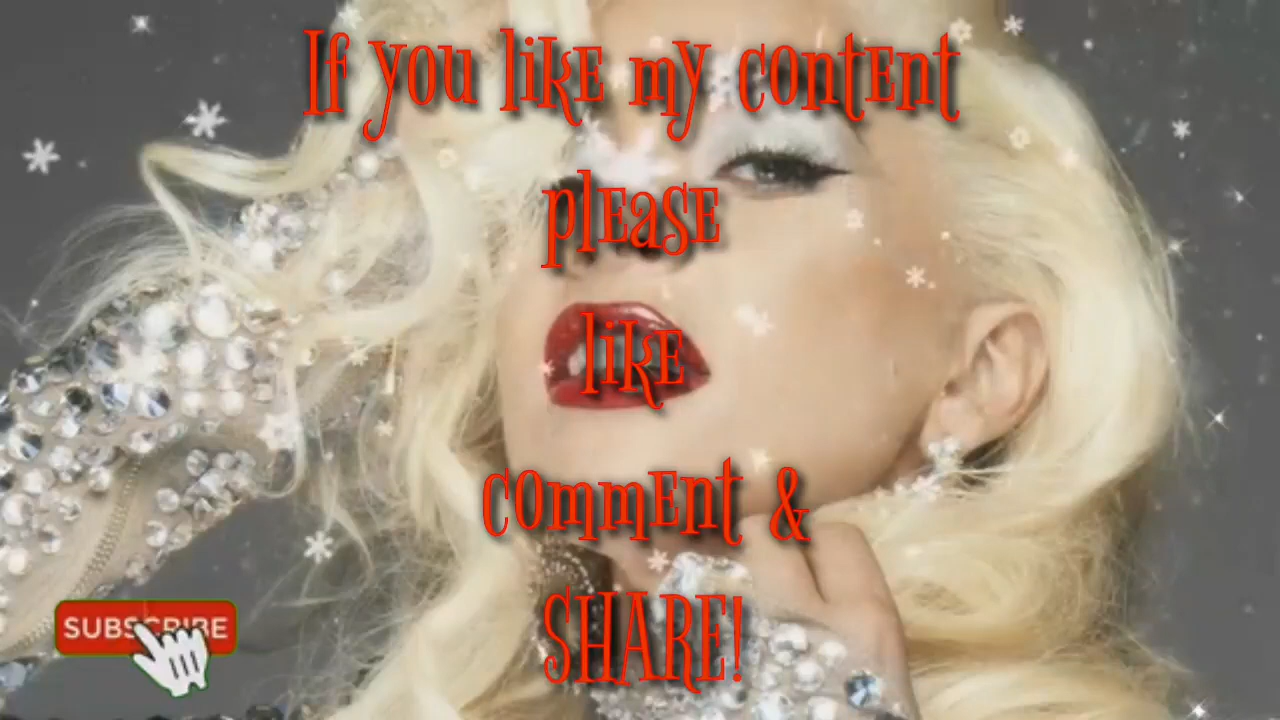 If you like my content
please
like
comment &
SHARE!
SUBSCRIBE